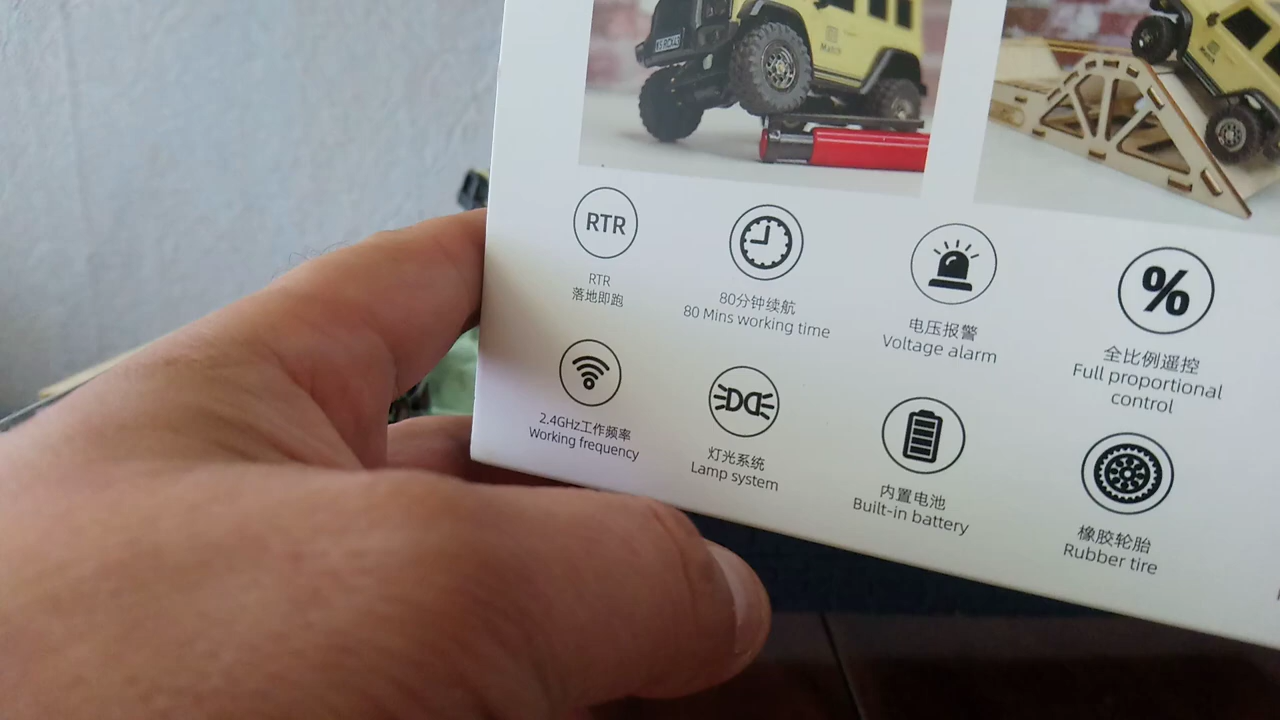 Match
RTR
RTR
落地即跑
80分钟续航
80 Mins working time
电压报警
Voltage alarm
%
全比例遥控
Full proportional
control
2.4GHz工作频率
Working frequency
灯光系统
Lamp system
内置电池
Built-in battery
橡胶轮胎
Rubber tire